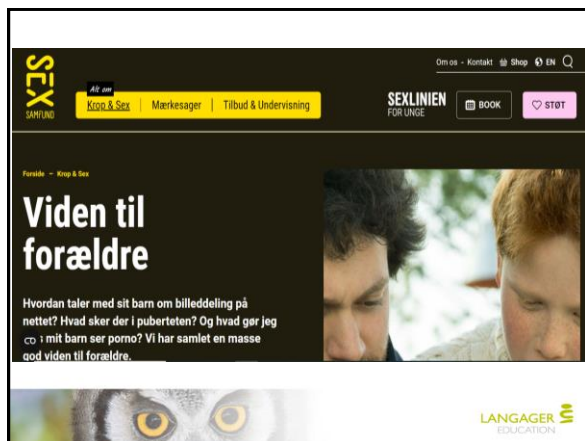 SEX
SAMFUND
Om os - Kontakt Shop EN
Alt om
Krop & Sex | Mærkesager | Tilbud & Undervisning
SEXLINIEN
FOR UNGE
BOOK
STØT
Forside – Krop & Sex
Viden til
forældre
Hvordan taler med sit barn om billeddeling på
nettet? Hvad sker der i puberteten? Og hvad gør jeg
mit barn ser porno? Vi har samlet en masse
god viden til forældre.
LANGAGER
EDUCATION